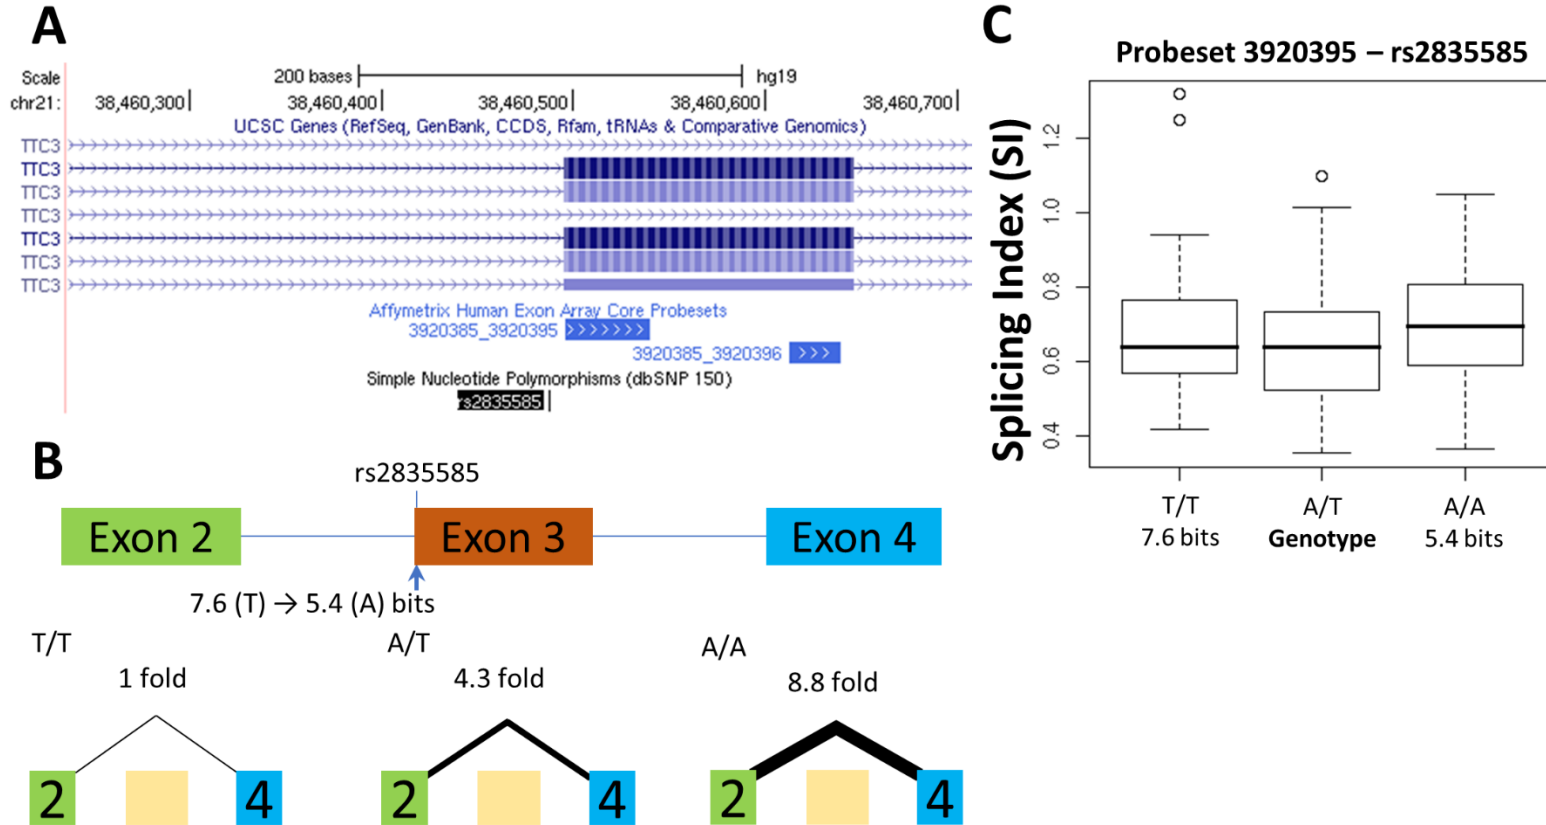 A
Scale
200 bases
hg19
chr21:
38,460,300
38,460,400
38,460,500
38,460,600
38,460,700
UCSC Genes (RefSeq, GenBank, CCDS, Rfam, tRNAs & Comparative Genomics)
TTC3
TTC3
TTC3
TTC3
TTC3
TTC3
TTC3
Affymetrix Human Exon Array Core Probesets
3920385_3920395
3920385_3920396
Simple Nucleotide Polymorphisms (dbSNP 150)
rs2835585
B
rs2835585
Exon 2
Exon 3
Exon 4
7.6 (T) → 5.4 (A) bits
T/T
A/T
A/A
1 fold
4.3 fold
8.8 fold
2
4
2
4
2
4
C
Probeset 3920395 – rs2835585
Splicing Index (SI)
1.2
1.0
0.8
0.6
0.4
T/T
A/T
A/A
7.6 bits
Genotype
5.4 bits